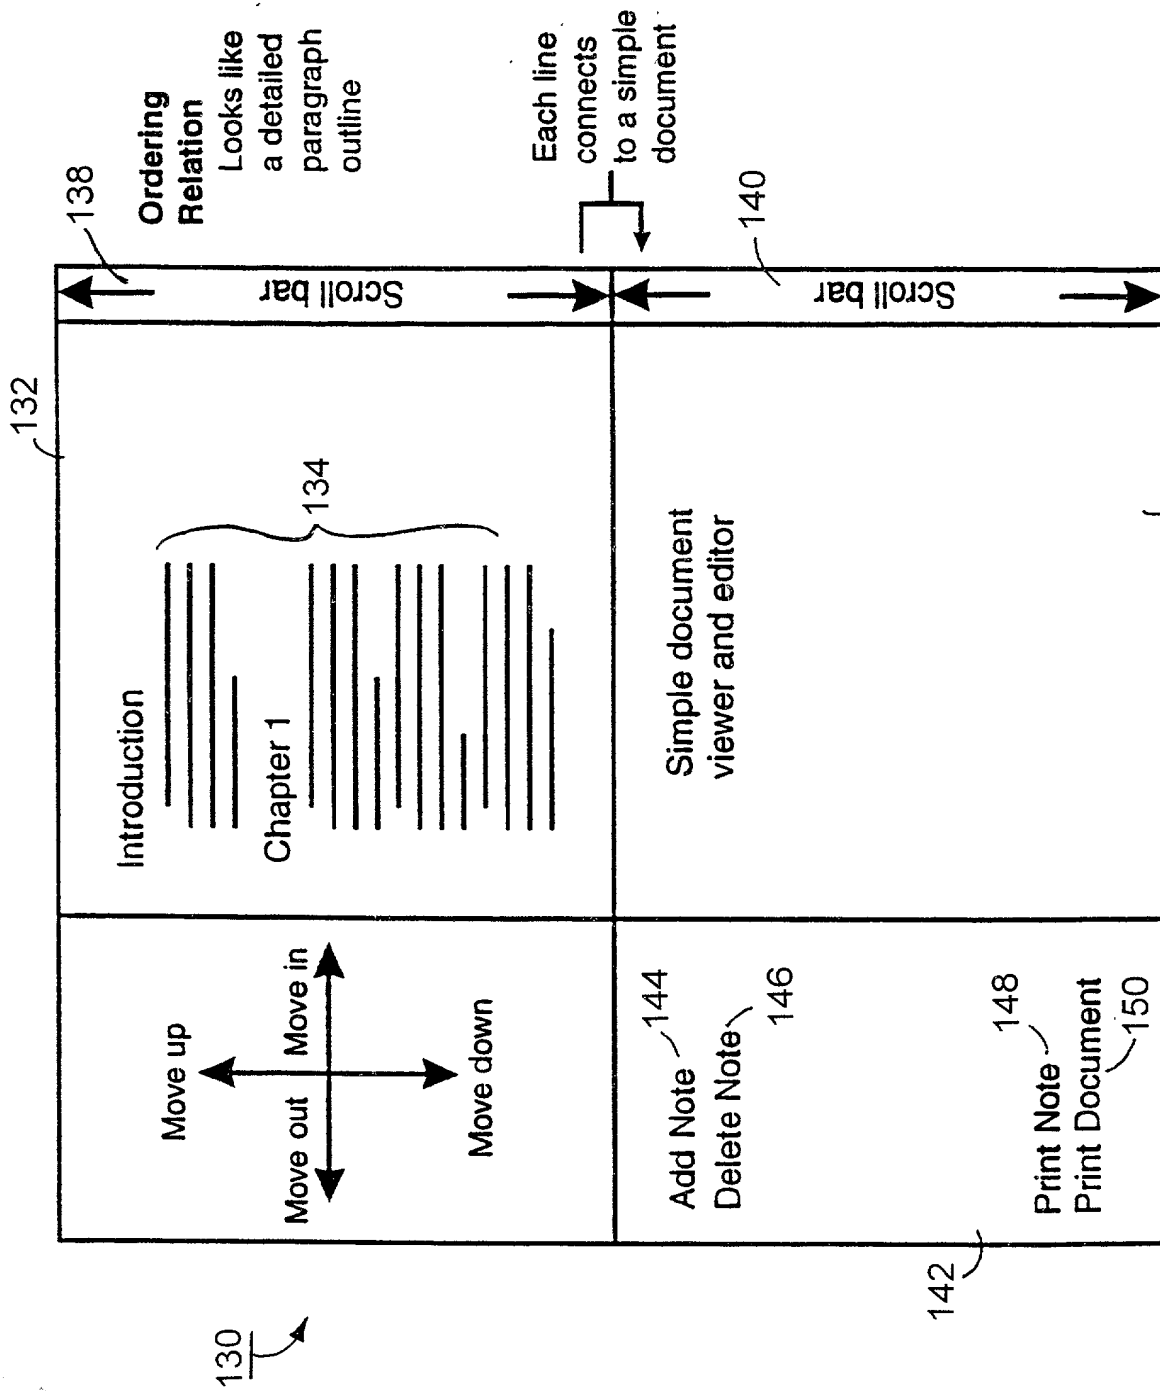 130
132
Move up
Move out
Move in
Move down
Introduction
Chapter 1
134
Scroll bar
138
Ordering
Relation
Looks like
a detailed
paragraph
outline
Each line
connects
to a simple
document
Add Note
144
Delete Note
146
Print Note
148
Print Document
150
142
Simple document
viewer and editor
Scroll bar
140